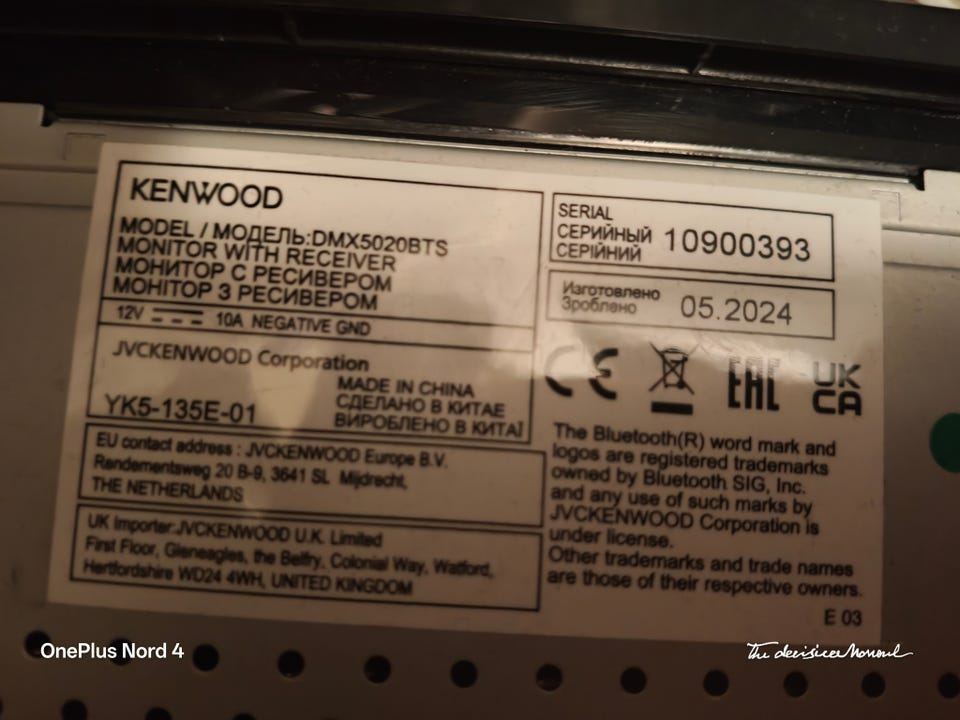 KENWOOD
MODEL / МОДЕЛЬ:DMX5020BTS
MONITOR WITH RECEIVER
МОНИТОР С РЕСИВЕРОМ
МОНІТОР З РЕСИВЕРОМ
12V 10A NEGATIVE GND
JVCKENWOOD Corporation
MADE IN CHINA
СДЕЛАНО В КИТАЕ
YK5-135E-01
ВИРОБЛЕНО В КИТАЇ
EU contact address : JVCKENWOOD Europe B.V.
Rendementsweg 20 B-9, 3641 SL Mijdrecht,
THE NETHERLANDS
UK Importer:JVCKENWOOD U.K. Limited
First Floor, Gleneagles, the Belfry, Colonial Way, Watford,
Hertfordshire WD24 4WH, UNITED KINGDOM
SERIAL
СЕРИЙНЫЙ 10900393
СЕРІЙНИЙ
Изготовлено
Зроблено 05.2024
CE EAC UK
CA
The Bluetooth(R) word mark and
logos are registered trademarks
owned by Bluetooth SIG, Inc.
and any use of such marks by
JVCKENWOOD Corporation is
under license.
Other trademarks and trade names
are those of their respective owners.
E 03
OnePlus Nord 4